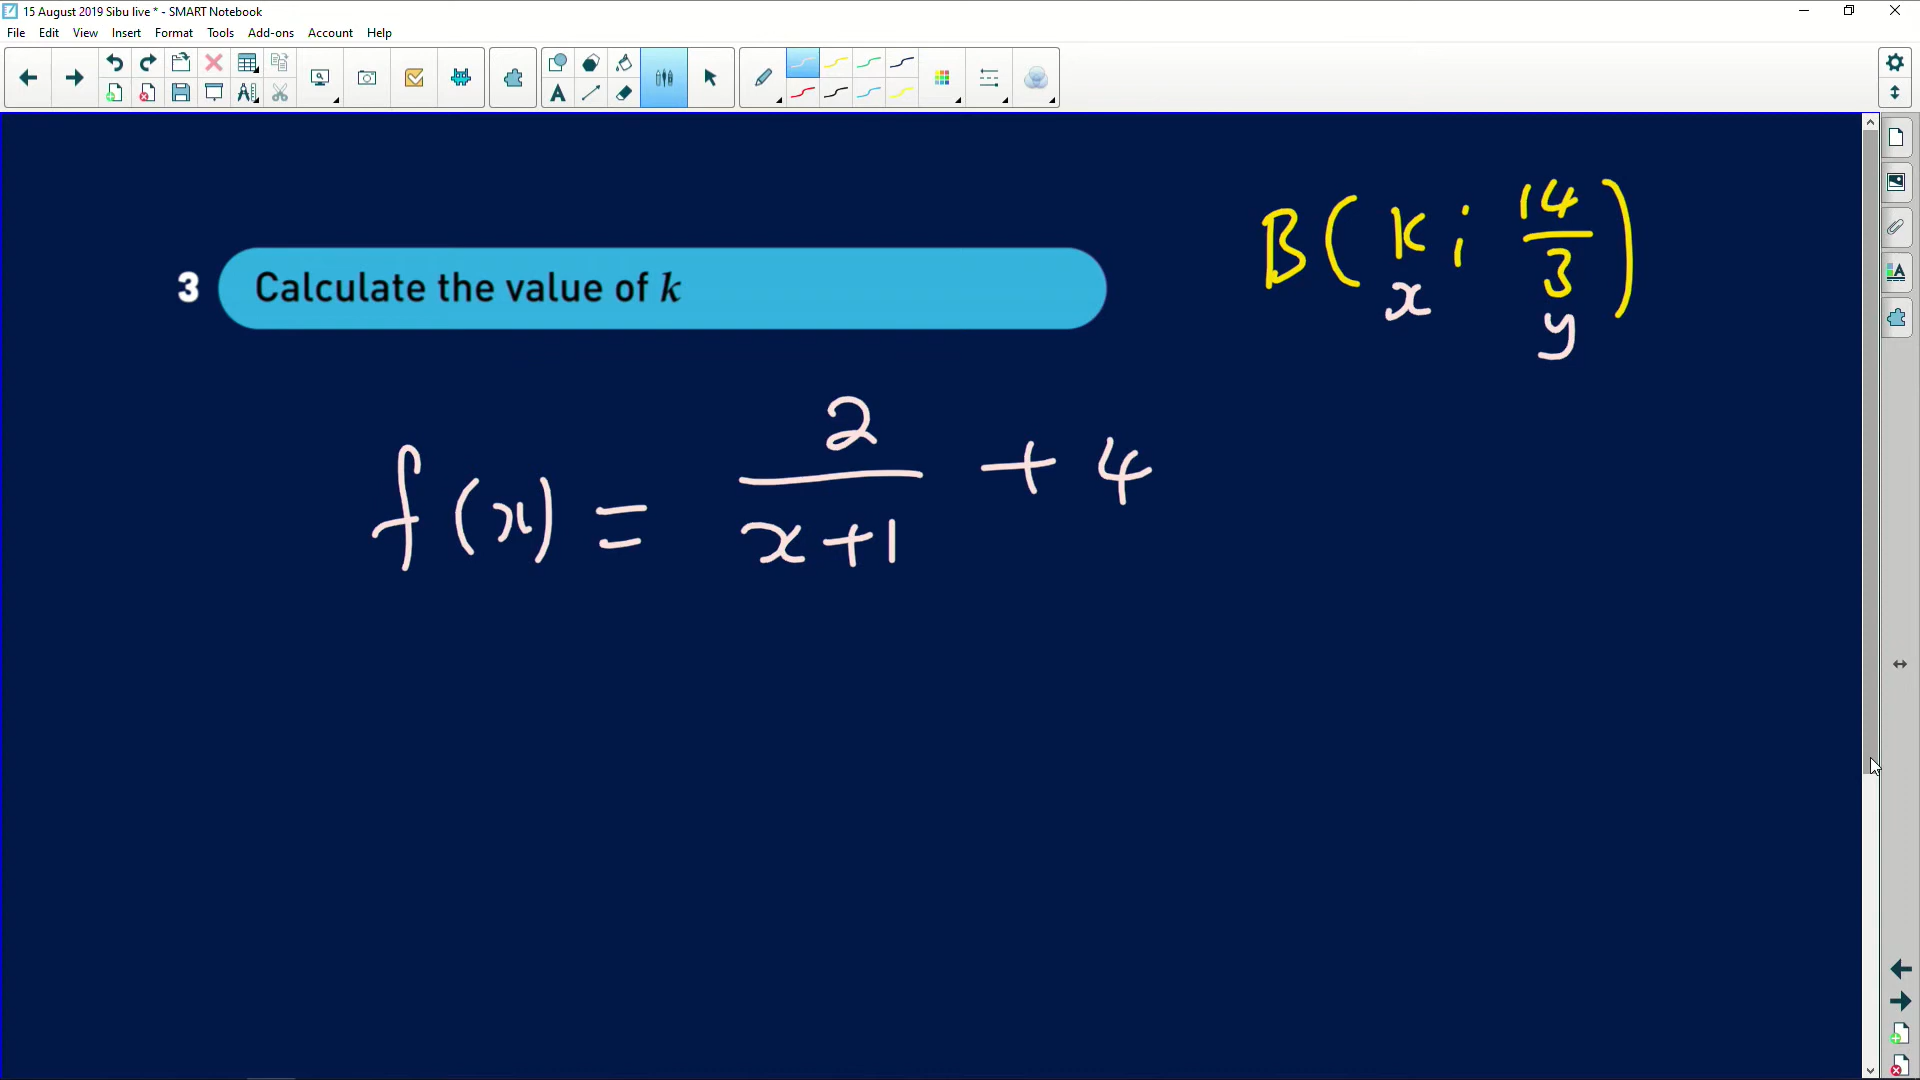 15 August 2019 Sibu live * - SMART Notebook
File Edit View Insert Format Tools Add-ons Account Help
B(k; 14/3)
x y
3 Calculate the value of k
f(x) = 2/(x+1) + 4